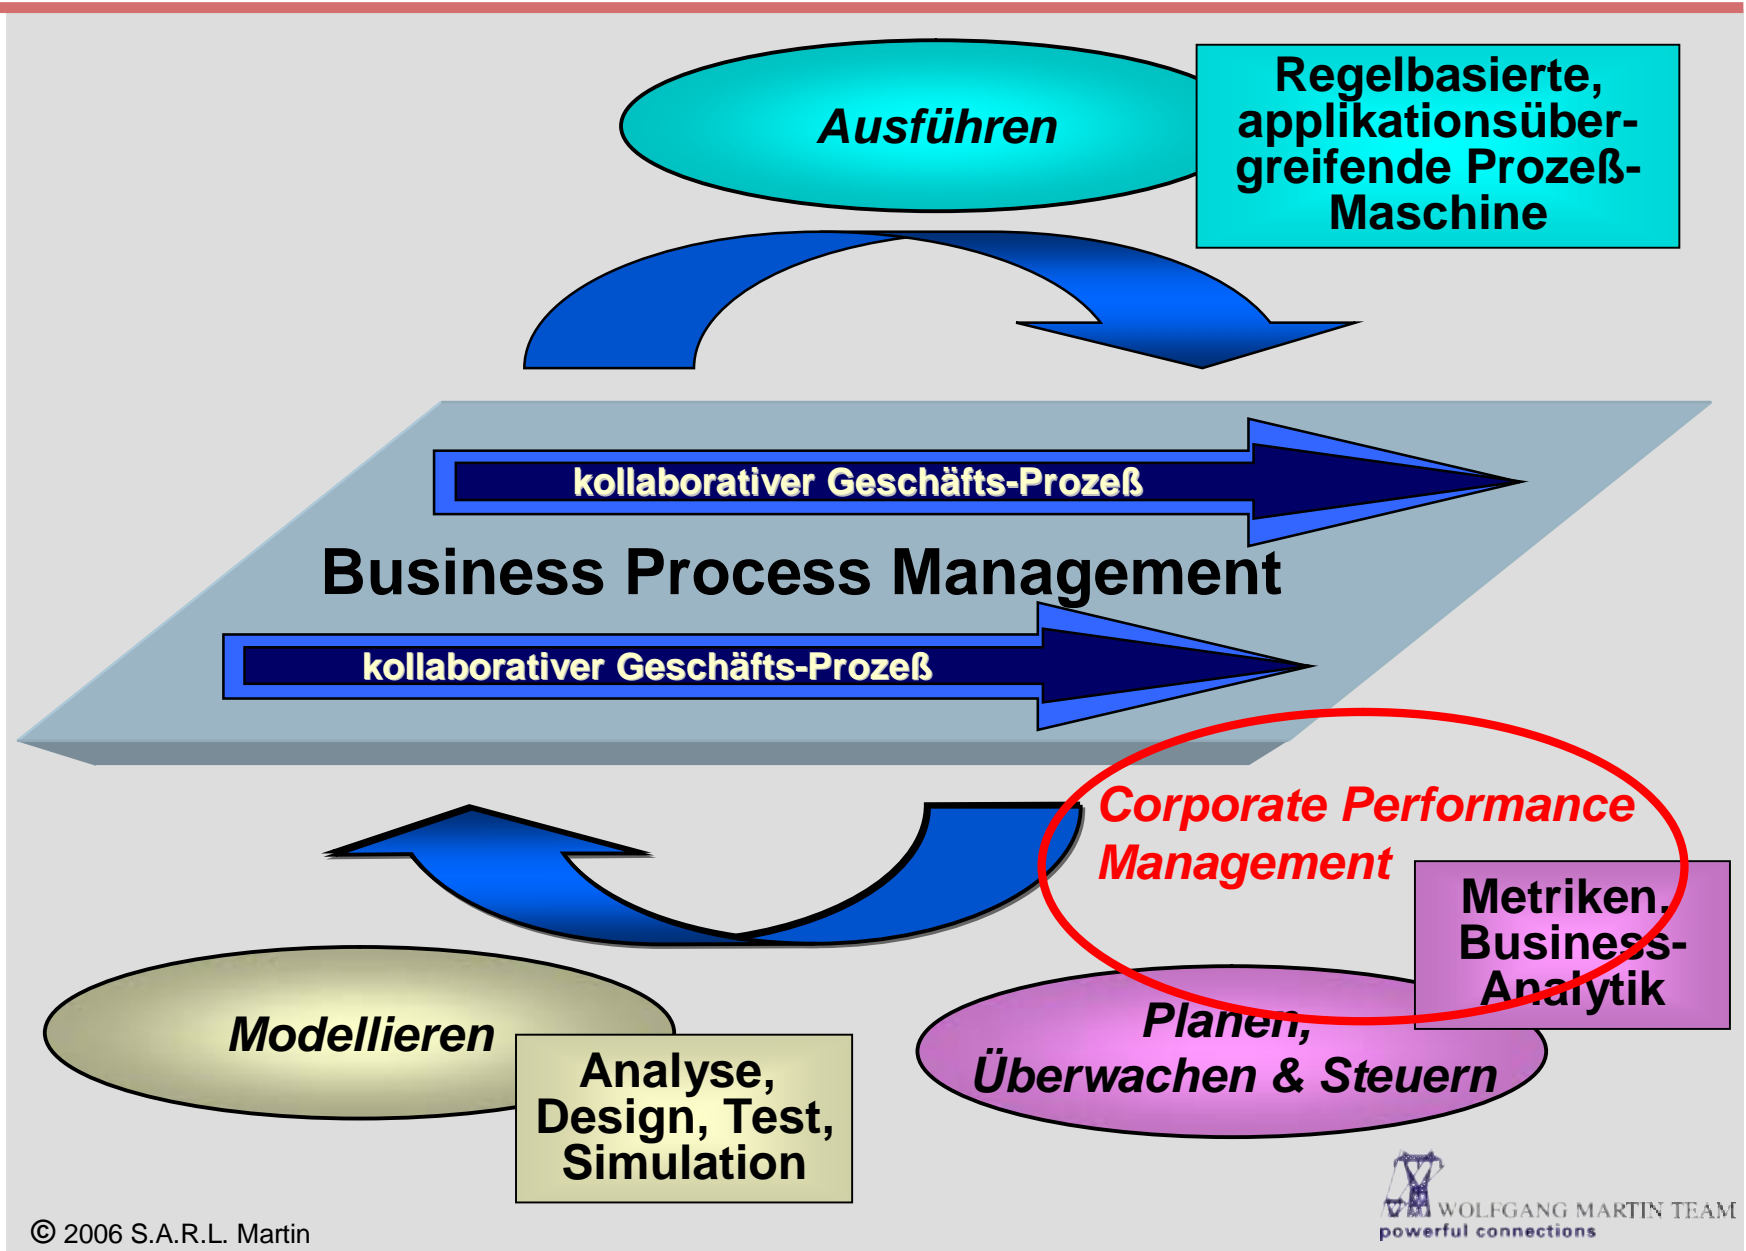 Ausführen
Regelbasierte,
applikationsüber-
greifende Prozeß-
Maschine
kollaborativer Geschäfts-Prozeß
Business Process Management
kollaborativer Geschäfts-Prozeß
Corporate Performance
Management
Metriken,
Business-
Analytik
Modellieren
Analyse,
Design, Test,
Simulation
Planen,
Überwachen & Steuern
WOLFGANG MARTIN TEAM
powerful connections
© 2006 S.A.R.L. Martin